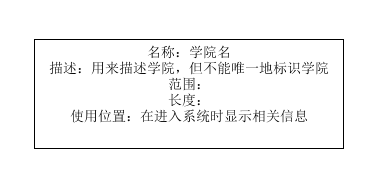 名称：学院名
描述：用来描述学院，但不能唯一地标识学院
范围：
长度：
使用位置：在进入系统时显示相关信息